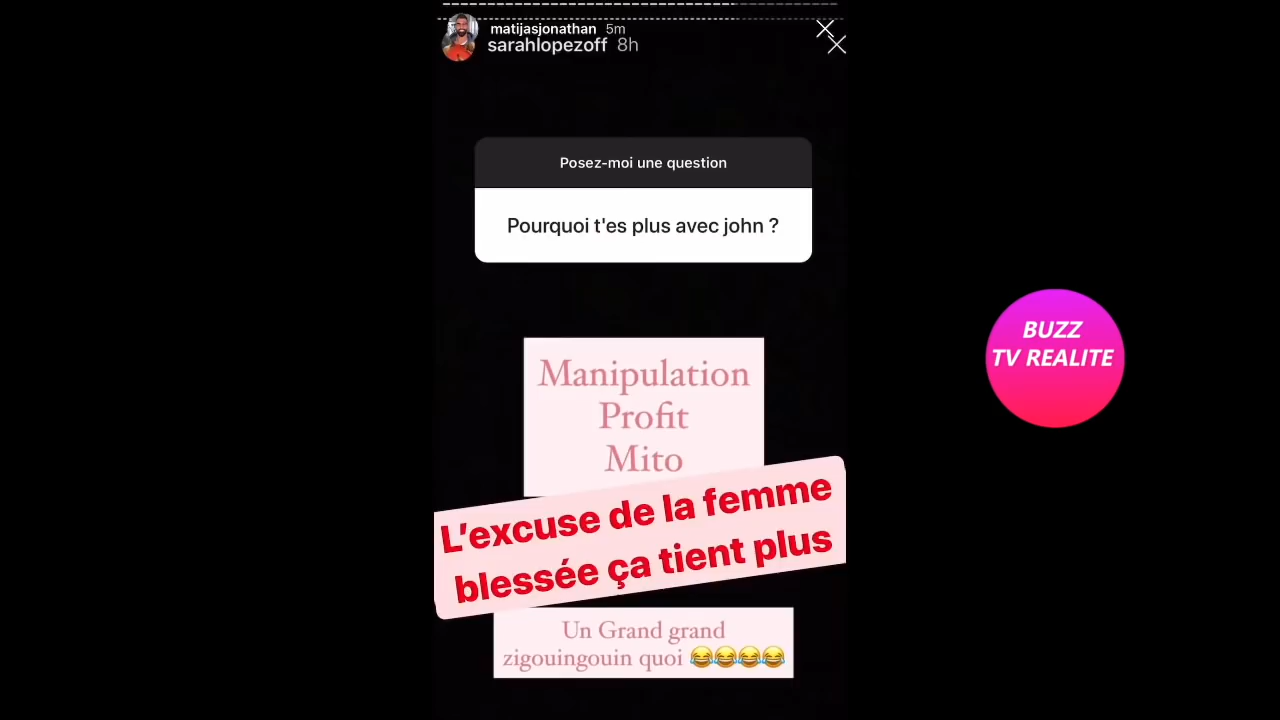 matijasjonathan 5m
sarahlopezoff 8h
Posez-moi une question
Pourquoi t'es plus avec john ?
BUZZ
TV REALITE
Manipulation
Profit
Mito
L'excuse de la femme
blessée ça tient plus
Un Grand grand
zigouingouin quoi 😂😂😂😂